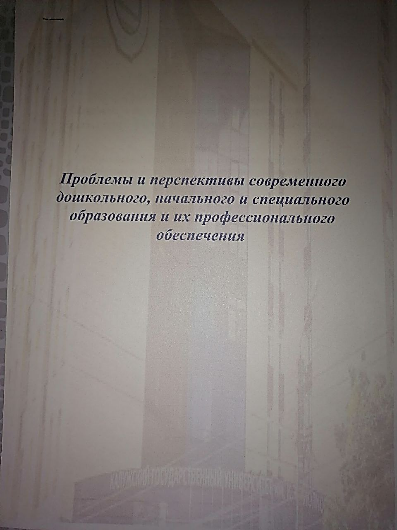 Проблемы и перспективы современного
дошкольного, начального и специального
образования и их профессионального
обеспечения